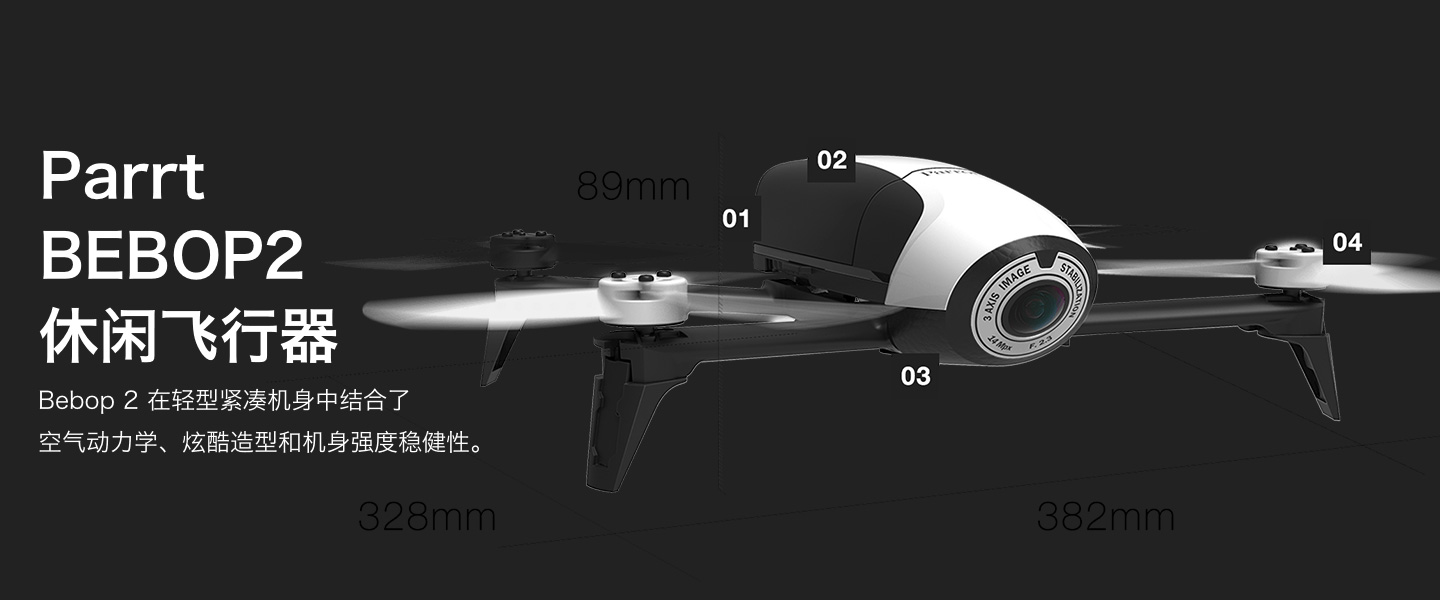 Parrt
BEBOP2
休闲飞行器
Bebop 2 在轻型紧凑机身中结合了
空气动力学、炫酷造型和机身强度稳健性。
89mm
01
02
3 AXIS IMAGE STABILIZATION
14 Mpx F. 2.3
03
04
328mm
382mm